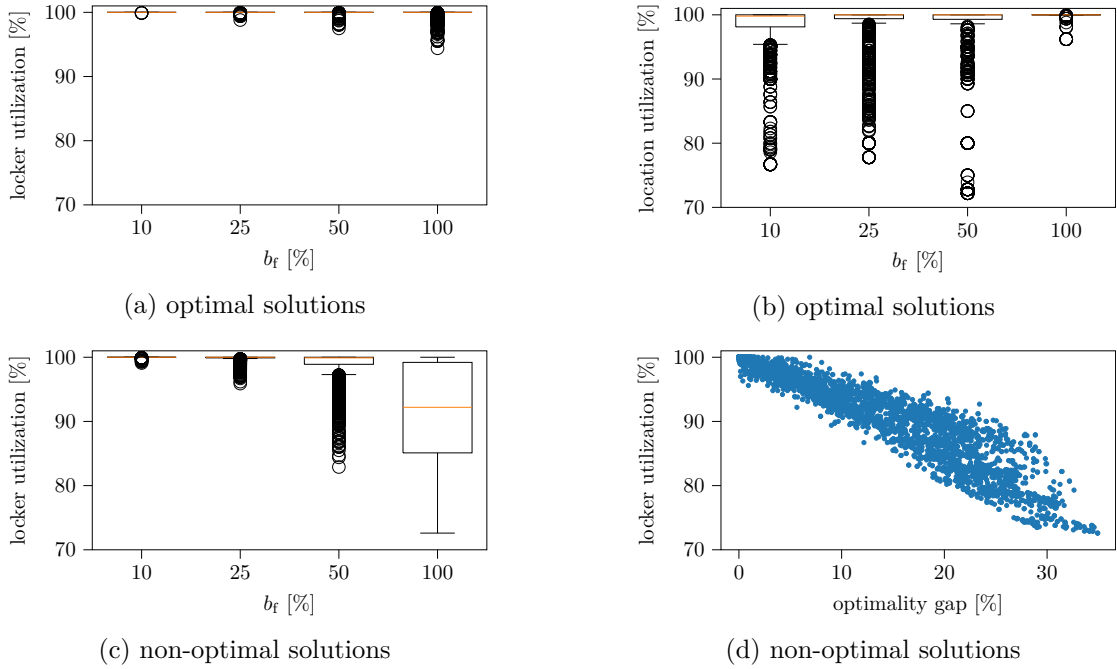 100
90
80
70
locker utilization [%]
10 25 50 100
b_f [%]
(a) optimal solutions
100
90
80
70
location utilization [%]
10 25 50 100
b_f [%]
(b) optimal solutions
100
90
80
70
locker utilization [%]
10 25 50 100
b_f [%]
(c) non-optimal solutions
100
90
80
70
locker utilization [%]
0 10 20 30
optimality gap [%]
(d) non-optimal solutions